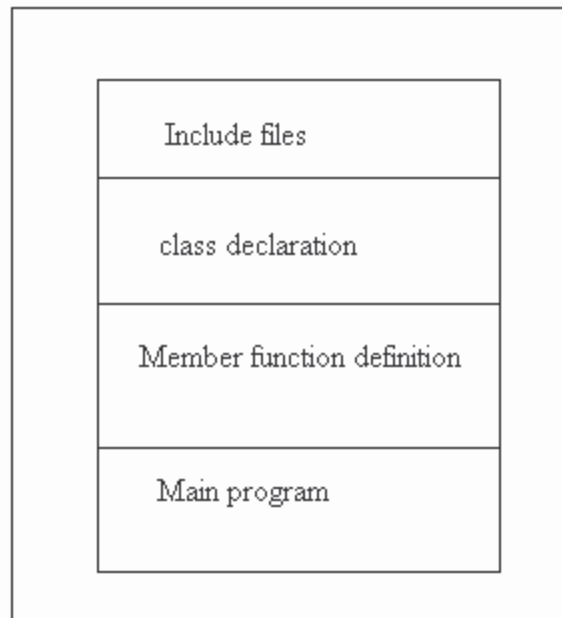 Include files
class declaration
Member function definition
Main program